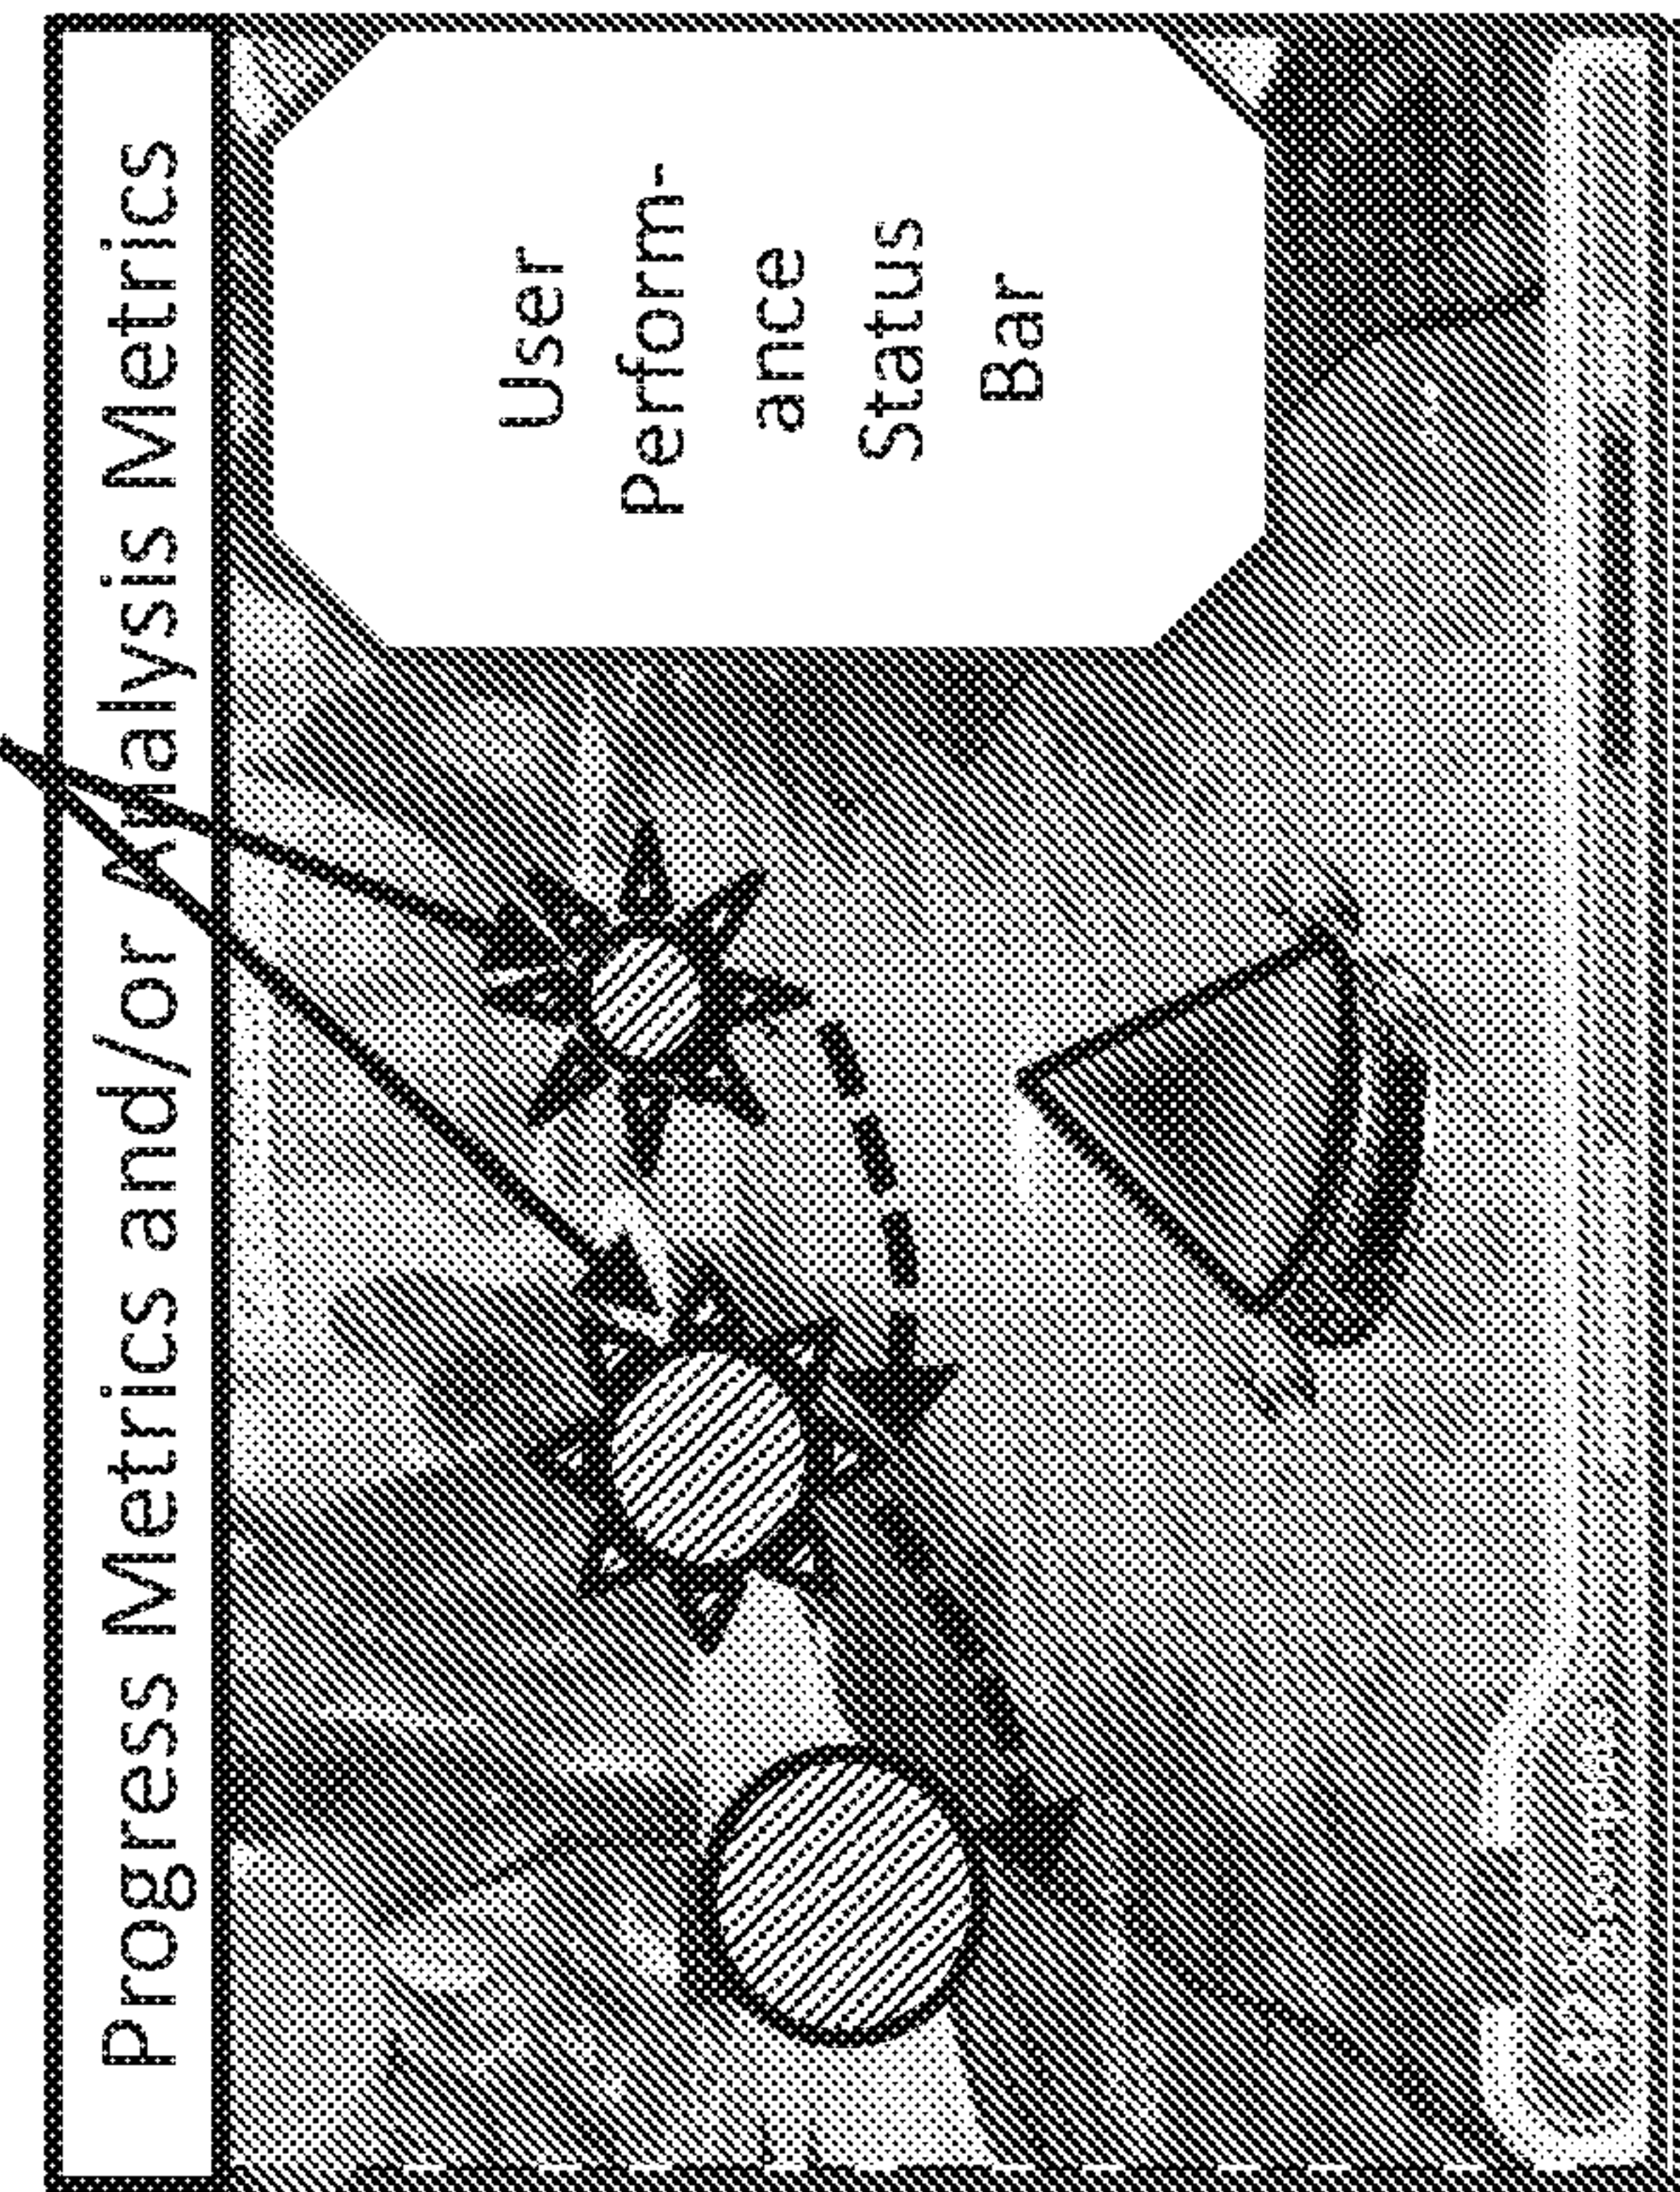 Progress Metrics and/or Analysis Metrics
User
Perform-
ance
Status
Bar